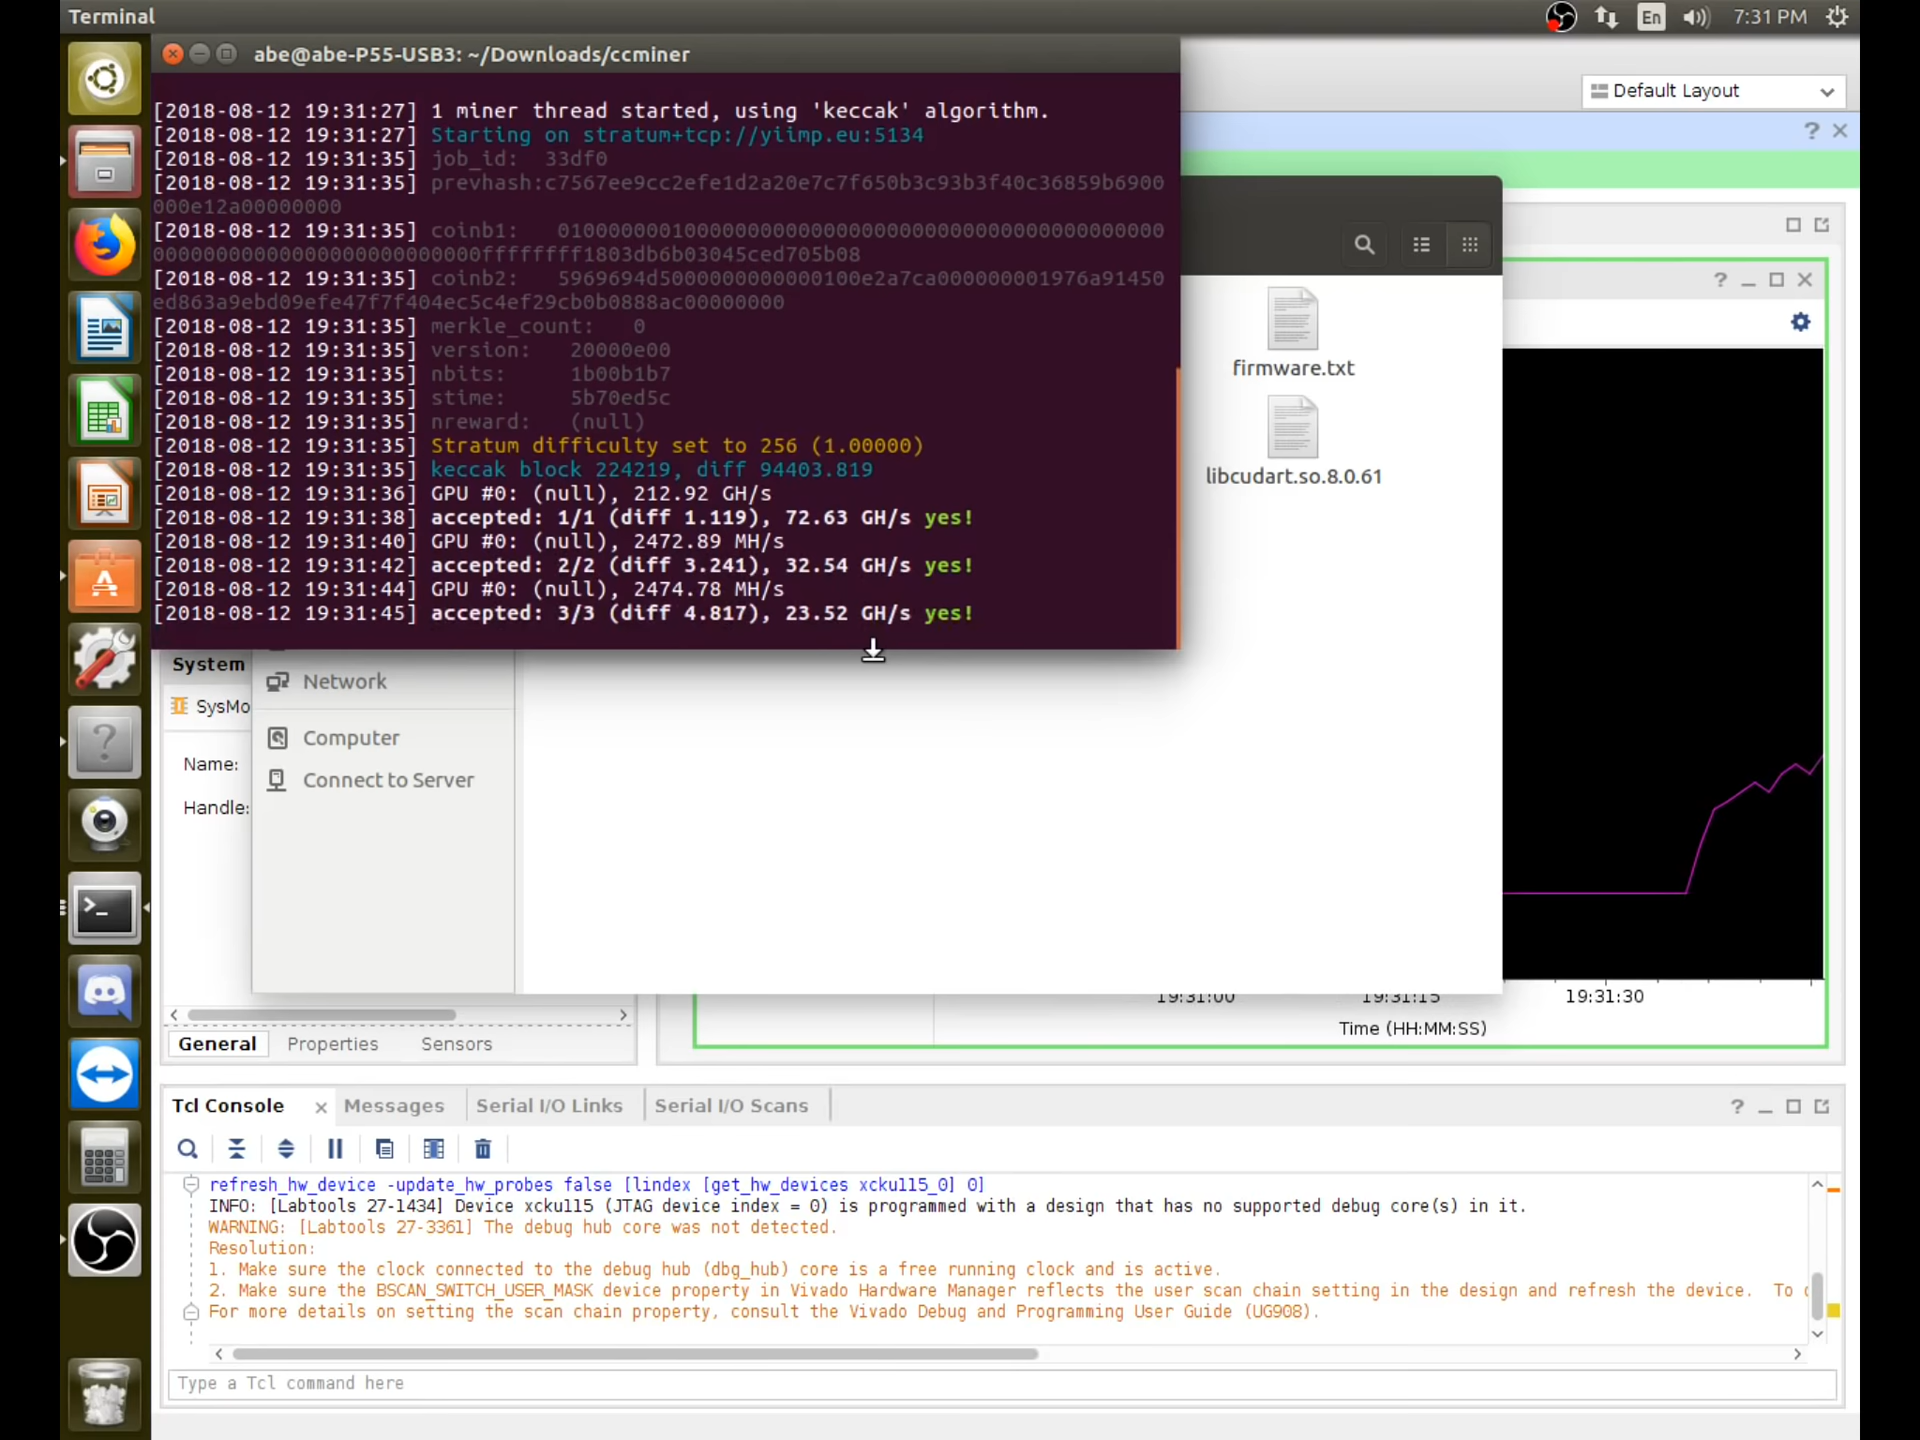 Terminal
En
7:31 PM
abe@abe-P55-USB3: ~/Downloads/ccminer
Default Layout
[2018-08-12 19:31:27] 1 miner thread started, using 'keccak' algorithm.
[2018-08-12 19:31:27] Starting on stratum+tcp://yiimp.eu:5134
[2018-08-12 19:31:35] job_id:  33df0
[2018-08-12 19:31:35] prevhash:c7567ee9cc2efe1d2a20e7c7f650b3c93b3f40c36859b6900
000e12a00000000
[2018-08-12 19:31:35] coinb1:
00000000000000000000000000ffffffff1803db6b03045ced705b08
[2018-08-12 19:31:35] coinb2:   5969694d5000000000000100e2a7ca000000001976a91450
ed863a9ebd09efe47f7f404ec5c4ef29cb0b0888ac00000000
[2018-08-12 19:31:35] merkle_count:   0
[2018-08-12 19:31:35] version:   20000e00
[2018-08-12 19:31:35] nbits:     1b00b1b7
[2018-08-12 19:31:35] stime:     5b70ed5c
[2018-08-12 19:31:35] nreward:   (null)
[2018-08-12 19:31:35] Stratum difficulty set to 256 (1.00000)
[2018-08-12 19:31:35] keccak block 224219, diff 94403.819
[2018-08-12 19:31:36] GPU #0: (null), 212.92 GH/s
[2018-08-12 19:31:38] accepted: 1/1 (diff 1.119), 72.63 GH/s yes!
[2018-08-12 19:31:40] GPU #0: (null), 2472.89 MH/s
[2018-08-12 19:31:42] accepted: 2/2 (diff 3.241), 32.54 GH/s yes!
[2018-08-12 19:31:44] GPU #0: (null), 2474.78 MH/s
[2018-08-12 19:31:45] accepted: 3/3 (diff 4.817), 23.52 GH/s yes!
firmware.txt
libcudart.so.8.0.61
System
SysMo
Name:
Handle:
Network
Computer
Connect to Server
19:31:00
19:31:15
19:31:30
Time (HH:MM:SS)
General
Properties
Sensors
Tcl Console
Messages
Serial I/O Links
Serial I/O Scans
refresh_hw_device -update_hw_probes false [lindex [get_hw_devices xcku115_0] 0]
INFO: [Labtools 27-1434] Device xcku115 (JTAG device index = 0) is programmed with a design that has no supported debug core(s) in it.
WARNING: [Labtools 27-3361] The debug hub core was not detected.
Resolution:
1. Make sure the clock connected to the debug hub (dbg_hub) core is a free running clock and is active.
2. Make sure the BSCAN_SWITCH_USER_MASK device property in Vivado Hardware Manager reflects the user scan chain setting in the design and refresh the device.  To
For more details on setting the scan chain property, consult the Vivado Debug and Programming User Guide (UG908).
Type a Tcl command here